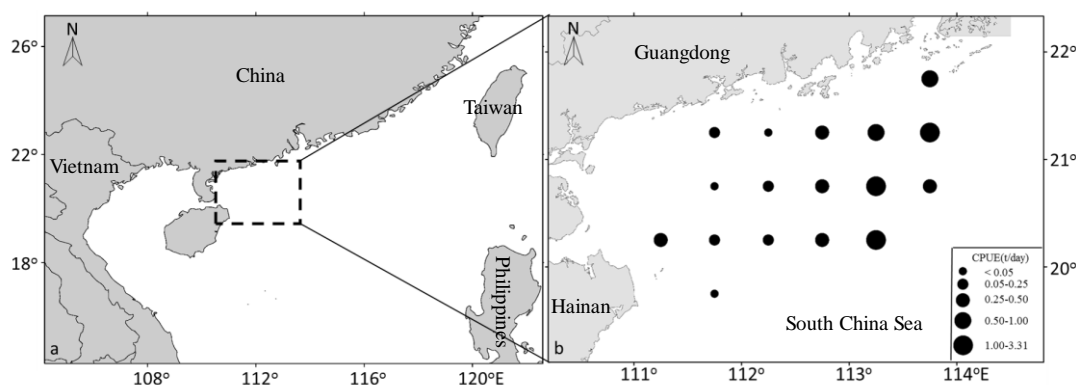 N
26°
22°
18°
China
Taiwan
Vietnam
Philippines
a
108°
112°
116°
120°E
N
Guangdong
Hainan
South China Sea
b
22°N
21°N
20°N
CPUE(t/day)
< 0.05
0.05-0.25
0.25-0.50
0.50-1.00
1.00-3.31
111°
112°
113°
114°E